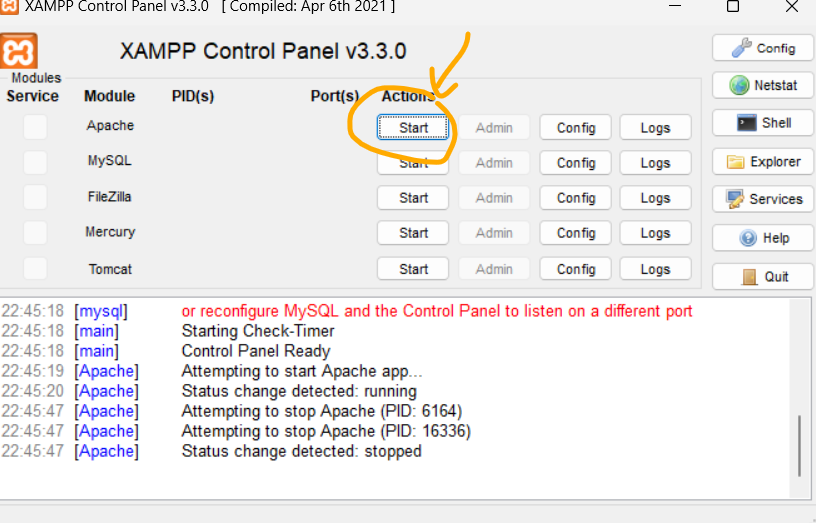 XAMPP Control Panel v3.3.0 [ Compiled: Apr 6th 2021 ]
XAMPP Control Panel v3.3.0
Config
Modules
Service Module PID(s) Port(s) Actions
Netstat
Apache Start Admin Config Logs
Shell
MySQL Start Admin Config Logs
Explorer
FileZilla Start Admin Config Logs
Services
Mercury Start Admin Config Logs
Help
Tomcat Start Admin Config Logs
Quit
22:45:18 [mysql] or reconfigure MySQL and the Control Panel to listen on a different port
22:45:18 [main] Starting Check-Timer
22:45:18 [main] Control Panel Ready
22:45:19 [Apache] Attempting to start Apache app...
22:45:20 [Apache] Status change detected: running
22:45:47 [Apache] Attempting to stop Apache (PID: 6164)
22:45:47 [Apache] Attempting to stop Apache (PID: 16336)
22:45:47 [Apache] Status change detected: stopped